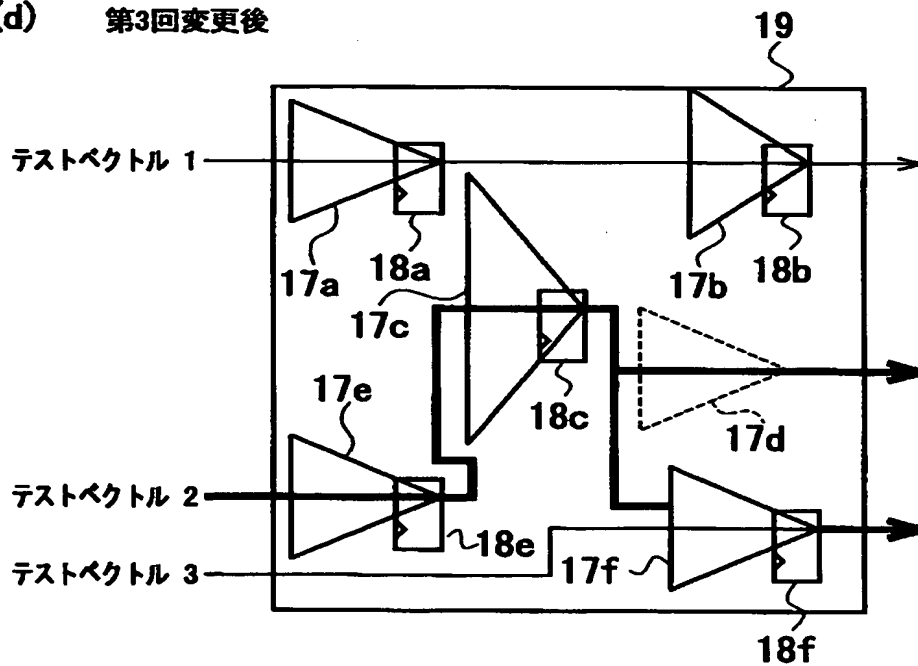 (d) 第3回変更後
19
テストベクトル 1
17a
18a
17b
18b
17c
18c
17d
17e
テストベクトル 2
18e
テストベクトル 3
17f
18f